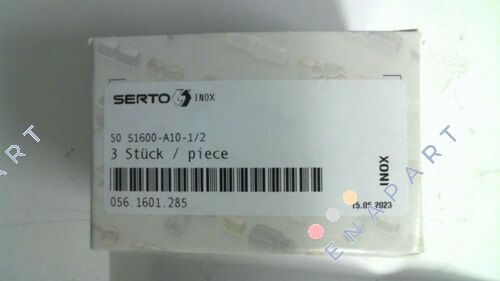 SERTO INOX
SO 51600-A10-1/2
3 Stück / piece
056.1601.285
15.05.2023
INOX
ENAPART